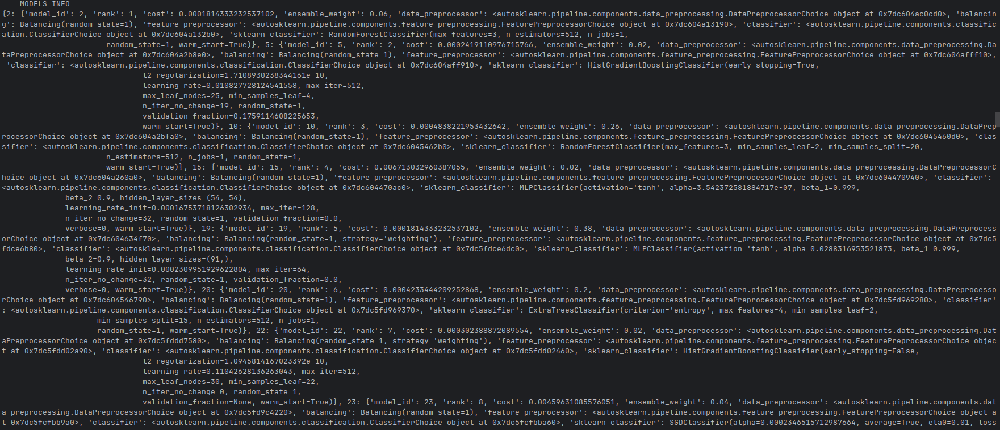 === MODELS INFO ===
{2: {'model_id': 2, 'rank': 1, 'cost': 0.0001814333232537102, 'ensemble_weight': 0.06, 'data_preprocessor': <autosklearn.pipeline.components.data_preprocessing.DataPreprocessorChoice object at 0x7dc604ac0cd0>, 'balancin
g': Balancing(random_state=1), 'feature_preprocessor': <autosklearn.pipeline.components.feature_preprocessing.FeaturePreprocessorChoice object at 0x7dc604a13190>, 'classifier': <autosklearn.pipeline.components.classific
ation.ClassifierChoice object at 0x7dc604a132b0>, 'sklearn_classifier': RandomForestClassifier(max_features=3, n_estimators=512, n_jobs=1,
random_state=1, warm_start=True)}, 5: {'model_id': 5, 'rank': 2, 'cost': 0.0002419110976715766, 'ensemble_weight': 0.02, 'data_preprocessor': <autosklearn.pipeline.components.data_preprocessing.Da
taPreprocessorChoice object at 0x7dc604a2b8e0>, 'balancing': Balancing(random_state=1), 'feature_preprocessor': <autosklearn.pipeline.components.feature_preprocessing.FeaturePreprocessorChoice object at 0x7dc604afff10>,
'classifier': <autosklearn.pipeline.components.classification.ClassifierChoice object at 0x7dc604aff910>, 'sklearn_classifier': HistGradientBoostingClassifier(early_stopping=True,
l2_regularization=1.7108930238344161e-10,
learning_rate=0.010827728124541558, max_iter=512,
max_leaf_nodes=25, min_samples_leaf=4,
n_iter_no_change=19, random_state=1,
validation_fraction=0.1759114608225653,
warm_start=True)}, 10: {'model_id': 10, 'rank': 3, 'cost': 0.0004838221953432642, 'ensemble_weight': 0.26, 'data_preprocessor': <autosklearn.pipeline.components.data_preprocessing.DataPrep
rocessorChoice object at 0x7dc604a2bfa0>, 'balancing': Balancing(random_state=1), 'feature_preprocessor': <autosklearn.pipeline.components.feature_preprocessing.FeaturePreprocessorChoice object at 0x7dc6045460d0>, 'clas
sifier': <autosklearn.pipeline.components.classification.ClassifierChoice object at 0x7dc6045462b0>, 'sklearn_classifier': RandomForestClassifier(max_features=3, min_samples_leaf=2, min_samples_split=20,
n_estimators=512, n_jobs=1, random_state=1,
warm_start=True)}, 15: {'model_id': 15, 'rank': 4, 'cost': 0.006713032960387055, 'ensemble_weight': 0.02, 'data_preprocessor': <autosklearn.pipeline.components.data_preprocessing.DataPreprocessorC
hoice object at 0x7dc604a260a0>, 'balancing': Balancing(random_state=1), 'feature_preprocessor': <autosklearn.pipeline.components.feature_preprocessing.FeaturePreprocessorChoice object at 0x7dc604470940>, 'classifier':
<autosklearn.pipeline.components.classification.ClassifierChoice object at 0x7dc604470ac0>, 'sklearn_classifier': MLPClassifier(activation='tanh', alpha=3.542372581884717e-07, beta_1=0.999,
beta_2=0.9, hidden_layer_sizes=(54, 54),
learning_rate_init=0.00016753718126302934, max_iter=128,
n_iter_no_change=32, random_state=1, validation_fraction=0.0,
verbose=0, warm_start=True)}, 19: {'model_id': 19, 'rank': 5, 'cost': 0.0001814333232537102, 'ensemble_weight': 0.38, 'data_preprocessor': <autosklearn.pipeline.components.data_preprocessing.DataPreprocess
orChoice object at 0x7dc604634f70>, 'balancing': Balancing(random_state=1, strategy='weighting'), 'feature_preprocessor': <autosklearn.pipeline.components.feature_preprocessing.FeaturePreprocessorChoice object at 0x7dc5
fdce6b80>, 'classifier': <autosklearn.pipeline.components.classification.ClassifierChoice object at 0x7dc5fdce6dc0>, 'sklearn_classifier': MLPClassifier(activation='tanh', alpha=0.0288316953521873, beta_1=0.999,
beta_2=0.9, hidden_layer_sizes=(91,),
learning_rate_init=0.0002309951929622804, max_iter=64,
n_iter_no_change=32, random_state=1, validation_fraction=0.0,
verbose=0, warm_start=True)}, 20: {'model_id': 20, 'rank': 6, 'cost': 0.0004233444209252868, 'ensemble_weight': 0.2, 'data_preprocessor': <autosklearn.pipeline.components.data_preprocessing.DataPreprocesso
rChoice object at 0x7dc604546790>, 'balancing': Balancing(random_state=1), 'feature_preprocessor': <autosklearn.pipeline.components.feature_preprocessing.FeaturePreprocessorChoice object at 0x7dc5fd969280>, 'classifier'
: <autosklearn.pipeline.components.classification.ClassifierChoice object at 0x7dc5fd969370>, 'sklearn_classifier': ExtraTreesClassifier(criterion='entropy', max_features=4, min_samples_leaf=2,
min_samples_split=15, n_estimators=512, n_jobs=1,
random_state=1, warm_start=True)}, 22: {'model_id': 22, 'rank': 7, 'cost': 0.000302388872089554, 'ensemble_weight': 0.02, 'data_preprocessor': <autosklearn.pipeline.components.data_preprocessing.Dat
aPreprocessorChoice object at 0x7dc5fddd7580>, 'balancing': Balancing(random_state=1, strategy='weighting'), 'feature_preprocessor': <autosklearn.pipeline.components.feature_preprocessing.FeaturePreprocessorChoice objec
t at 0x7dc5fdd02a90>, 'classifier': <autosklearn.pipeline.components.classification.ClassifierChoice object at 0x7dc5fdd02460>, 'sklearn_classifier': HistGradientBoostingClassifier(early_stopping=False,
l2_regularization=1.0945814167023392e-10,
learning_rate=0.11042628136263043, max_iter=512,
max_leaf_nodes=30, min_samples_leaf=22,
n_iter_no_change=0, random_state=1,
validation_fraction=None, warm_start=True)}, 23: {'model_id': 23, 'rank': 8, 'cost': 0.00459631085576051, 'ensemble_weight': 0.04, 'data_preprocessor': <autosklearn.pipeline.components.dat
a_preprocessing.DataPreprocessorChoice object at 0x7dc5fd9c4220>, 'balancing': Balancing(random_state=1), 'feature_preprocessor': <autosklearn.pipeline.components.feature_preprocessing.FeaturePreprocessorChoice object a
t 0x7dc5fcfbb9a0>, 'classifier': <autosklearn.pipeline.components.classification.ClassifierChoice object at 0x7dc5fcfbba60>, 'sklearn_classifier': SGDClassifier(alpha=0.0002346515712987664, average=True, eta0=0.01, loss